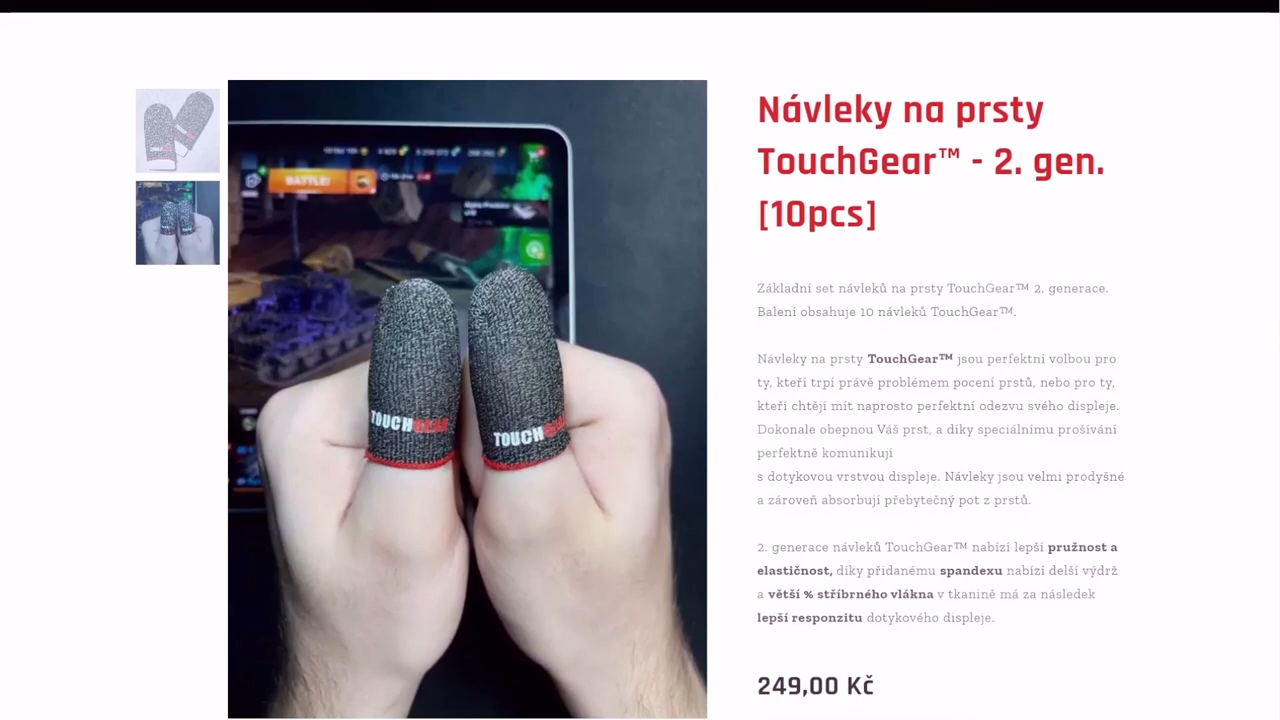 Návleky na prsty
TouchGear™ - 2. gen.
[10pcs]
Základní set návleků na prsty TouchGear™ 2. generace.
Balení obsahuje 10 návleků TouchGear™.
Návleky na prsty TouchGear™ jsou perfektní volbou pro
ty, kteří trpí právě problémem pocení prstů, nebo pro ty,
kteří chtějí mít naprosto perfektní odezvu svého displeje.
Dokonale obepnou Váš prst, a díky speciálnímu prošívání
perfektně komunikují
s dotykovou vrstvou displeje. Návleky jsou velmi prodyšné
a zároveň absorbují přebytečný pot z prstů.
2. generace návleků TouchGear™ nabízí lepší pružnost a
elastičnost, díky přidanému spandexu nabízí delší výdrž
a větší % stříbrného vlákna v tkanině má za následek
lepší responzitu dotykového displeje.
249,00 Kč
BATTLE!
TOUCHGEAR
TOUCHGEAR